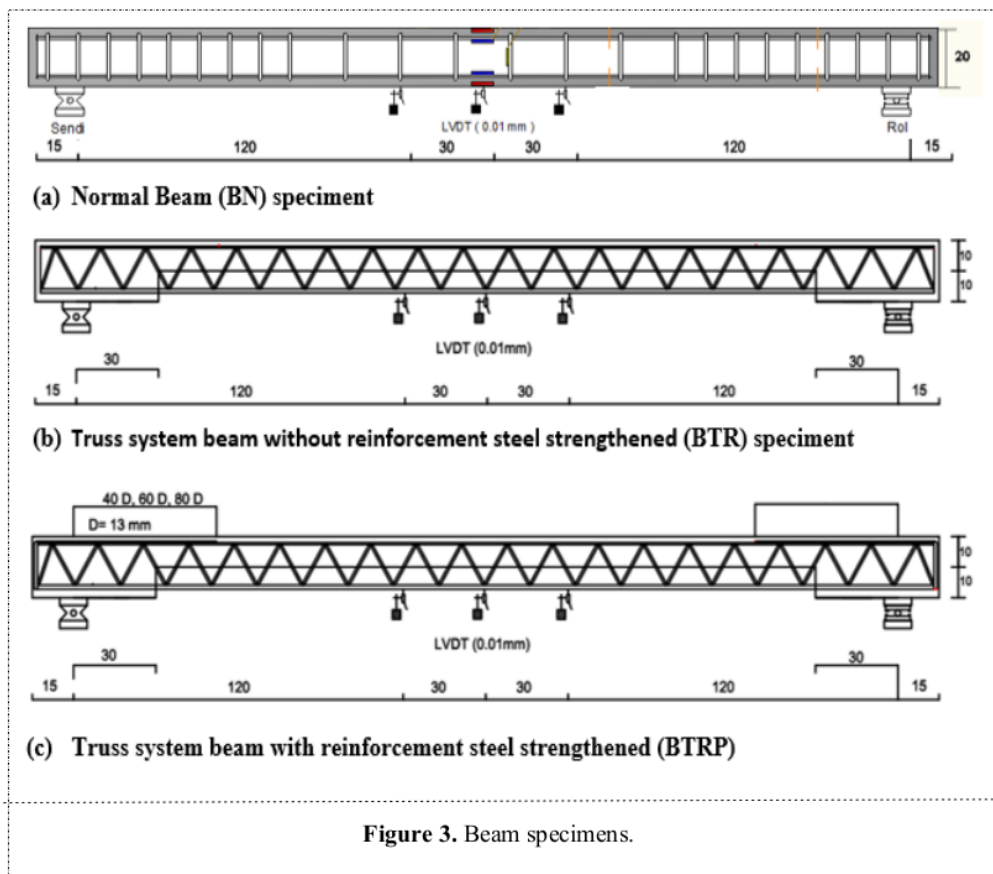 20
Sendi
LVDT ( 0.01 mm )
Rol
15 120 30 30 120 15
(a) Normal Beam (BN) speciment
10
10
LVDT (0.01mm)
30 30
15 120 30 30 120 15
(b) Truss system beam without reinforcement steel strengthened (BTR) speciment
40 D, 60 D, 80 D
D= 13 mm
10
10
LVDT (0.01mm)
30 30
15 120 30 30 120 15
(c) Truss system beam with reinforcement steel strengthened (BTRP)
Figure 3. Beam specimens.